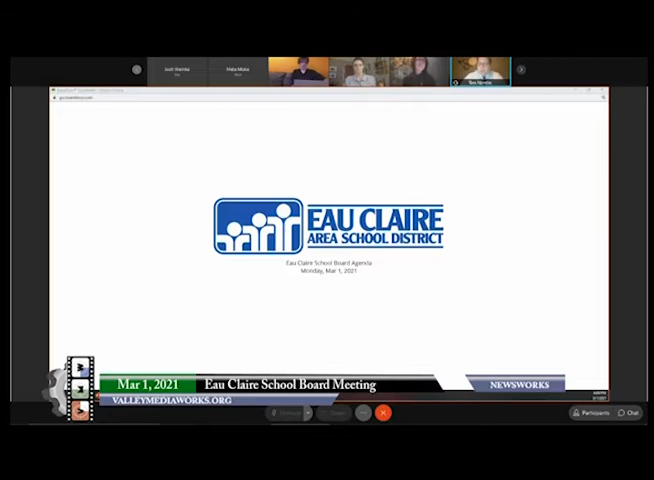 EAU CLAIRE
AREA SCHOOL DISTRICT
Eau Claire School Board Agenda
Monday, Mar 1, 2021
Mar 1, 2021 Eau Claire School Board Meeting NEWSWORKS
VALLEYMEDIAWORKS.ORG
Participants Chat